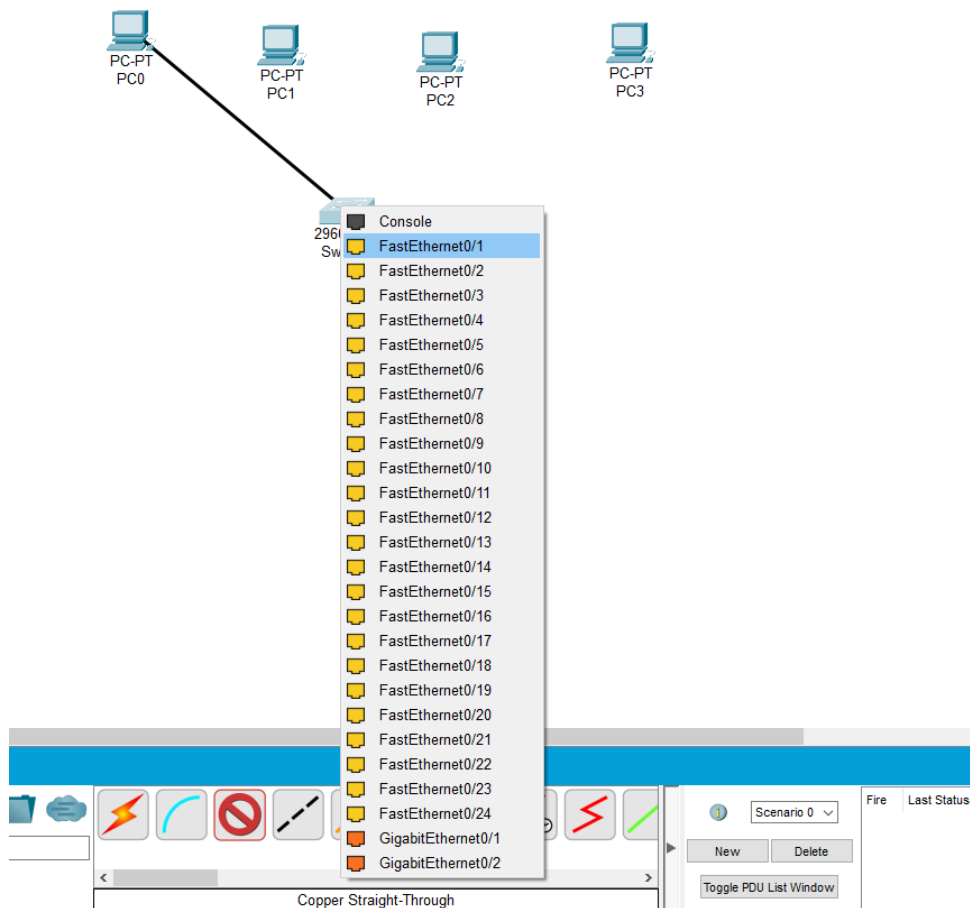 PC-PT
PC0
PC-PT
PC1
PC-PT
PC2
PC-PT
PC3
296
Sw
Console
FastEthernet0/1
FastEthernet0/2
FastEthernet0/3
FastEthernet0/4
FastEthernet0/5
FastEthernet0/6
FastEthernet0/7
FastEthernet0/8
FastEthernet0/9
FastEthernet0/10
FastEthernet0/11
FastEthernet0/12
FastEthernet0/13
FastEthernet0/14
FastEthernet0/15
FastEthernet0/16
FastEthernet0/17
FastEthernet0/18
FastEthernet0/19
FastEthernet0/20
FastEthernet0/21
FastEthernet0/22
FastEthernet0/23
FastEthernet0/24
GigabitEthernet0/1
GigabitEthernet0/2
Copper Straight-Through
Scenario 0
New Delete
Toggle PDU List Window
Fire Last Status